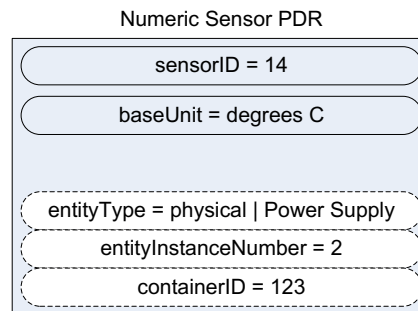 Numeric Sensor PDR
sensorID = 14
baseUnit = degrees C
entityType = physical | Power Supply
entityInstanceNumber = 2
containerID = 123